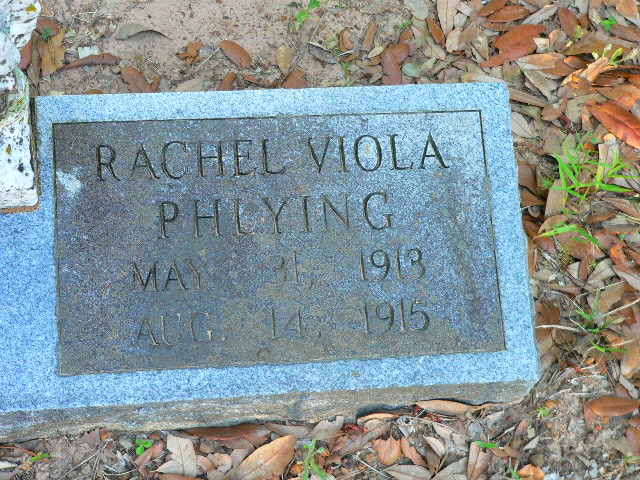 RACHEL VIOLA
PHLYING
MAY 31, 1913
AUG. 14, 1915